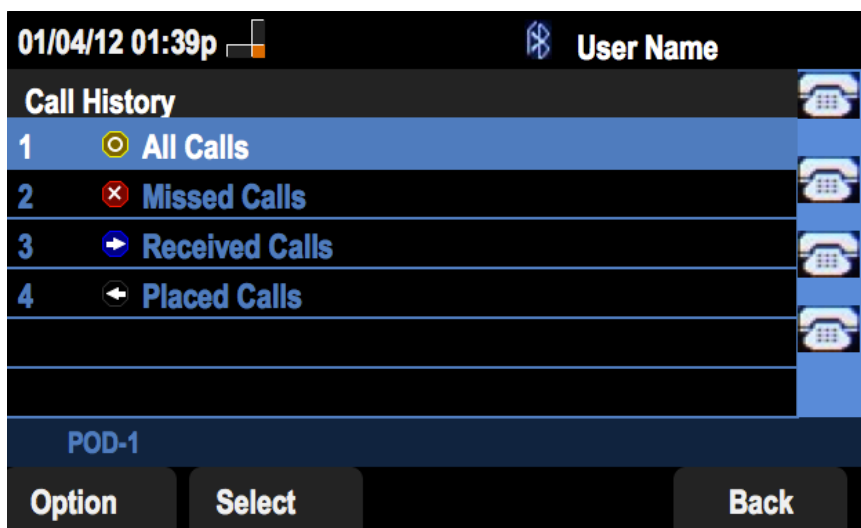 01/04/12 01:39p User Name
Call History
1 All Calls
2 Missed Calls
3 Received Calls
4 Placed Calls
POD-1
Option Select Back